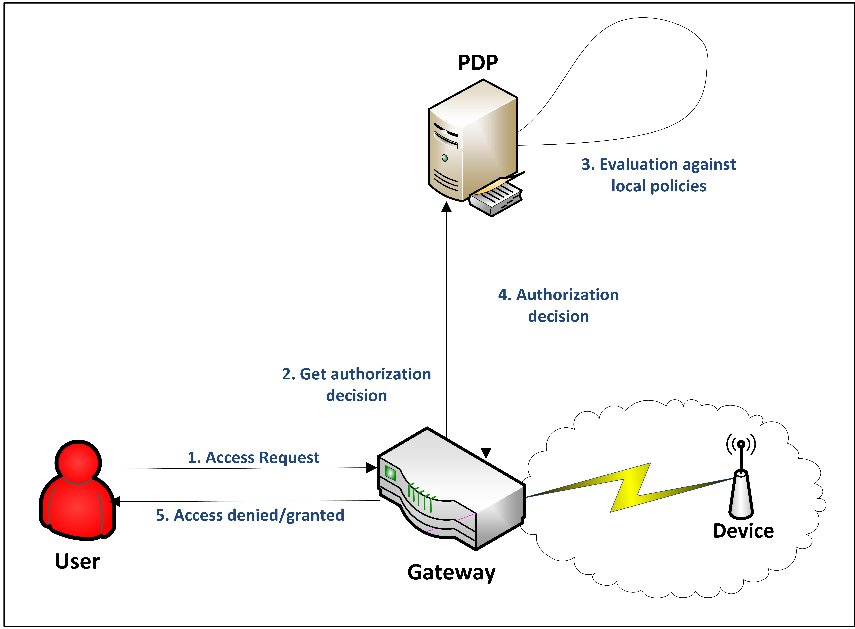 PDP
3. Evaluation against
local policies
4. Authorization
decision
2. Get authorization
decision
1. Access Request
5. Access denied/granted
User
Gateway
Device